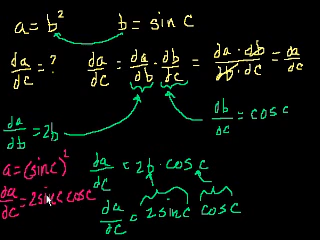 a = b² b = sin c
da/dc = ? da/dc = da/db · db/dc = da · db / db · dc = da/dc
da/db = 2b db/dc = cos c
a = (sin c)² da/dc = 2b · cos c
da/dc = 2 sin c cos c da/dc = 2 sin c cos c